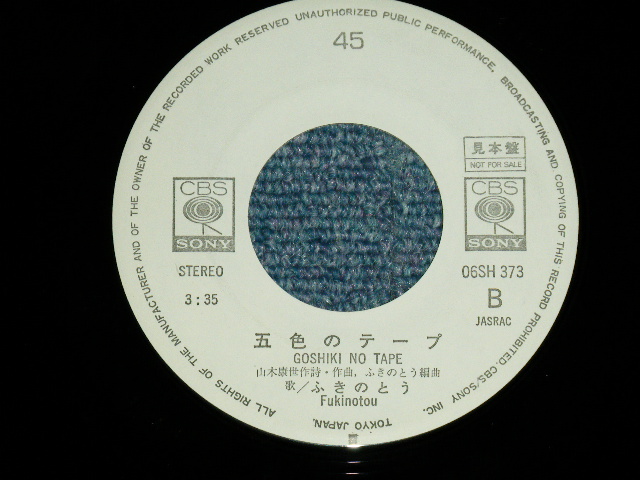 ALL RIGHTS OF THE MANUFACTURER AND OF THE OWNER OF THE RECORDED WORK RESERVED UNAUTHORIZED PUBLIC PERFORMANCE, BROADCASTING AND COPYING OF THIS RECORD PROHIBITED. CBS/SONY INC. TOKYO JAPAN.
45
見本盤
NOT FOR SALE
CBS
SONY
CBS
SONY
STEREO
06SH 373
3:35
B
JASRAC
五色のテープ
GOSHIKI NO TAPE
山木康世作詩・作曲, ふきのとう編曲
歌/ふきのとう
Fukinotou